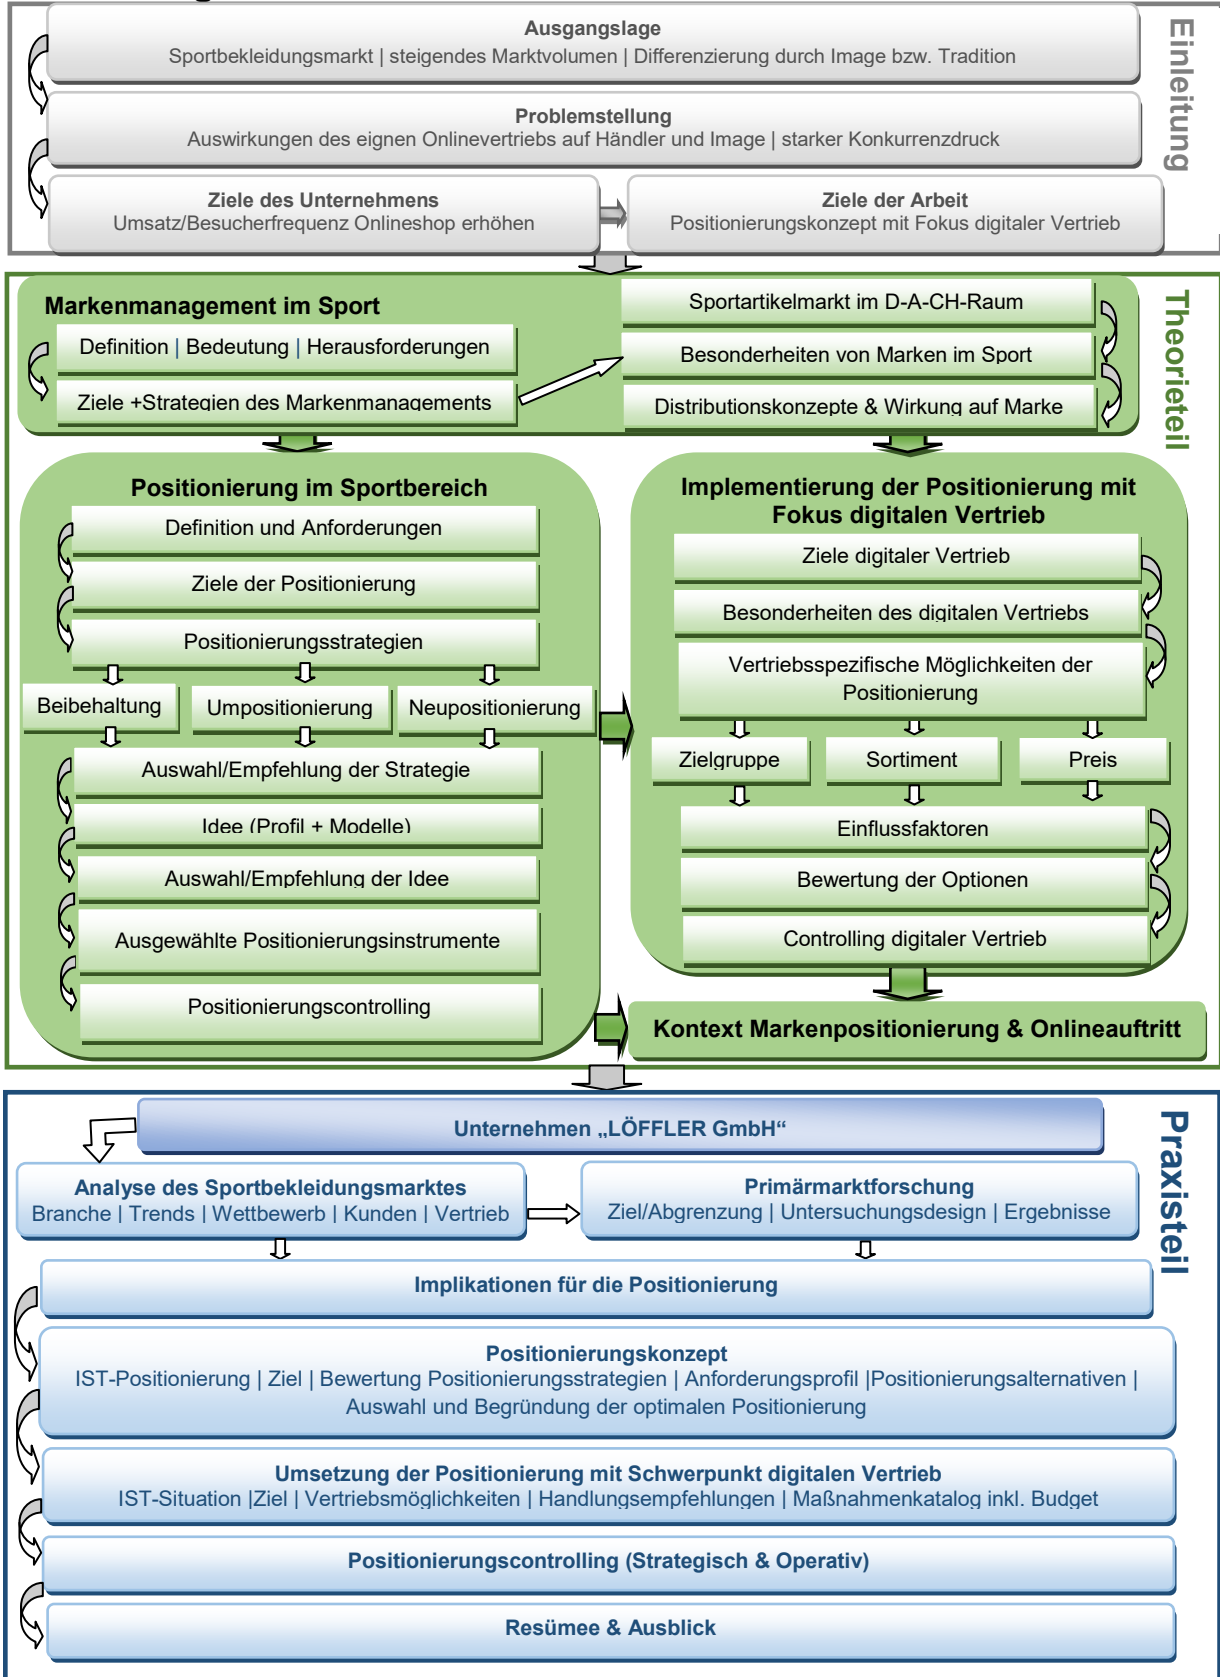 Ausgangslage
Sportbekleidungsmarkt | steigendes Marktvolumen | Differenzierung durch Image bzw. Tradition
Problemstellung
Auswirkungen des eignen Onlinevertriebs auf Händler und Image | starker Konkurrenzdruck
Ziele des Unternehmens
Umsatz/Besucherfrequenz Onlineshop erhöhen
Ziele der Arbeit
Positionierungskonzept mit Fokus digitaler Vertrieb
Einleitung
Markenmanagement im Sport
Definition | Bedeutung | Herausforderungen
Ziele +Strategien des Markenmanagements
Sportartikelmarkt im D-A-CH-Raum
Besonderheiten von Marken im Sport
Distributionskonzepte & Wirkung auf Marke
Theorieteil
Positionierung im Sportbereich
Definition und Anforderungen
Ziele der Positionierung
Positionierungsstrategien
Beibehaltung
Umpositionierung
Neupositionierung
Auswahl/Empfehlung der Strategie
Idee (Profil + Modelle)
Auswahl/Empfehlung der Idee
Ausgewählte Positionierungsinstrumente
Positionierungscontrolling
Implementierung der Positionierung mit
Fokus digitalen Vertrieb
Ziele digitaler Vertrieb
Besonderheiten des digitalen Vertriebs
Vertriebsspezifische Möglichkeiten der
Positionierung
Zielgruppe
Sortiment
Preis
Einflussfaktoren
Bewertung der Optionen
Controlling digitaler Vertrieb
Kontext Markenpositionierung & Onlineauftritt
Unternehmen „LÖFFLER GmbH“
Praxisteil
Analyse des Sportbekleidungsmarktes
Branche | Trends | Wettbewerb | Kunden | Vertrieb
Primärmarktforschung
Ziel/Abgrenzung | Untersuchungsdesign | Ergebnisse
Implikationen für die Positionierung
Positionierungskonzept
IST-Positionierung | Ziel | Bewertung Positionierungsstrategien | Anforderungsprofil |Positionierungsalternativen |
Auswahl und Begründung der optimalen Positionierung
Umsetzung der Positionierung mit Schwerpunkt digitalen Vertrieb
IST-Situation |Ziel | Vertriebsmöglichkeiten | Handlungsempfehlungen | Maßnahmenkatalog inkl. Budget
Positionierungscontrolling (Strategisch & Operativ)
Resümee & Ausblick